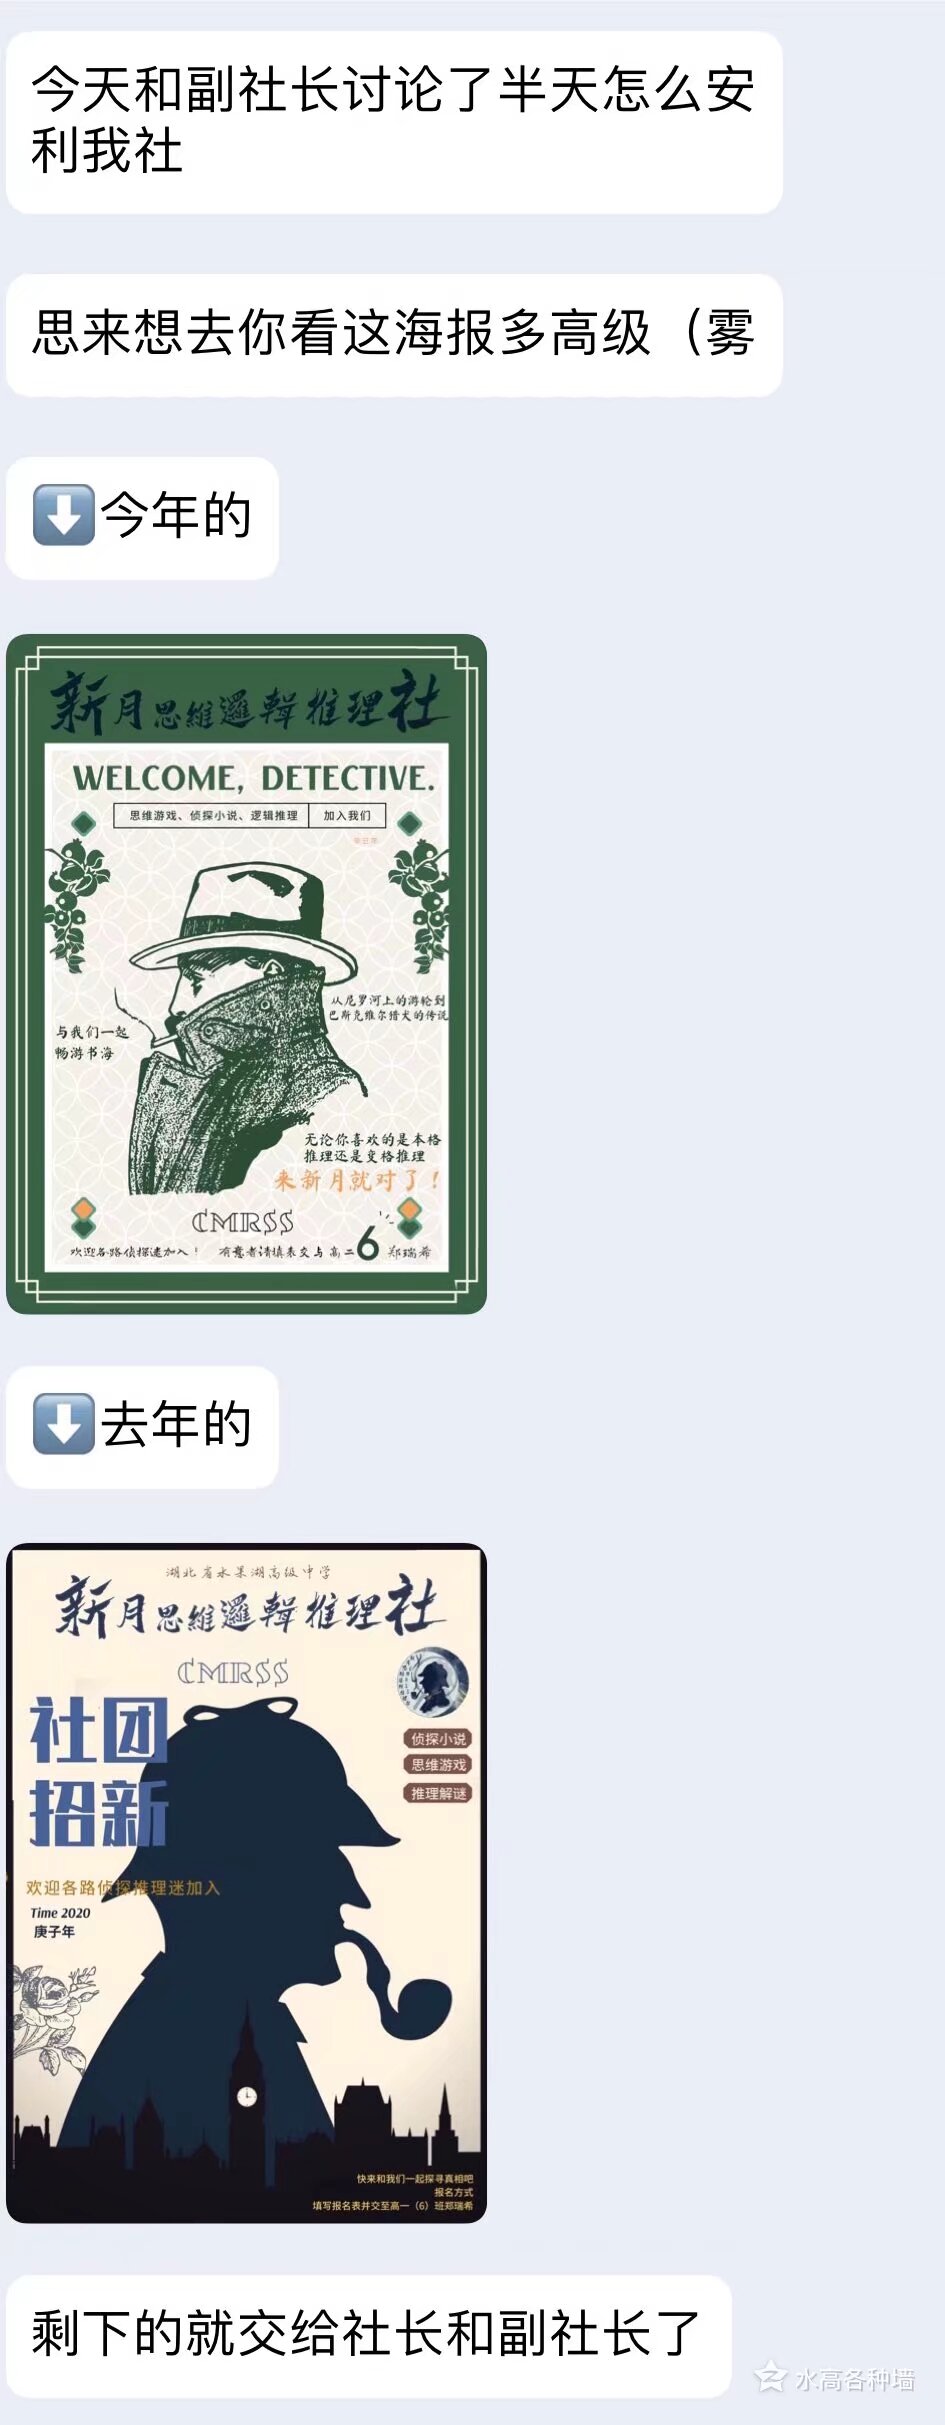 今天和副社长讨论了半天怎么安
利我社
思来想去你看这海报多高级（雾
⬇️今年的
新月思維邏輯推理社
WELCOME, DETECTIVE.
思维游戏、侦探小说、逻辑推理 加入我们
辛丑年
从尼罗河上的游轮到
巴斯克维尔猎犬的传说
与我们一起
畅游书海
无论你喜欢的是本格
推理还是变格推理
来新月就对了！
CMRSS
欢迎各路侦探迷加入！ 有意者请填表交与高二6 郑瑞希
⬇️去年的
湖北省水果湖高级中学
新月思維邏輯推理社
CMRSS
社团
招新
侦探小说
思维游戏
推理解谜
欢迎各路侦探推理迷加入
Time 2020
庚子年
快来和我们一起探寻真相吧
报名方式
填写报名表并交至高一（6）班郑瑞希
剩下的就交给社长和副社长了
水高各种墙